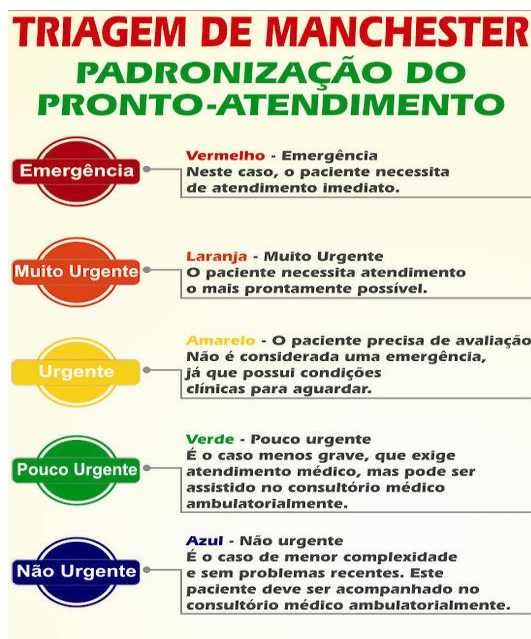 TRIAGEM DE MANCHESTER
PADRONIZAÇÃO DO
PRONTO-ATENDIMENTO
Emergência
Vermelho - Emergência
Neste caso, o paciente necessita
de atendimento imediato.
Muito Urgente
Laranja - Muito Urgente
O paciente necessita atendimento
o mais prontamente possível.
Urgente
Amarelo - O paciente precisa de avaliação
Não é considerada uma emergência,
já que possui condições
clínicas para aguardar.
Pouco Urgente
Verde - Pouco urgente
É o caso menos grave, que exige
atendimento médico, mas pode ser
assistido no consultório médico
ambulatorialmente.
Não Urgente
Azul - Não urgente
É o caso de menor complexidade
e sem problemas recentes. Este
paciente deve ser acompanhado no
consultório médico ambulatorialmente.